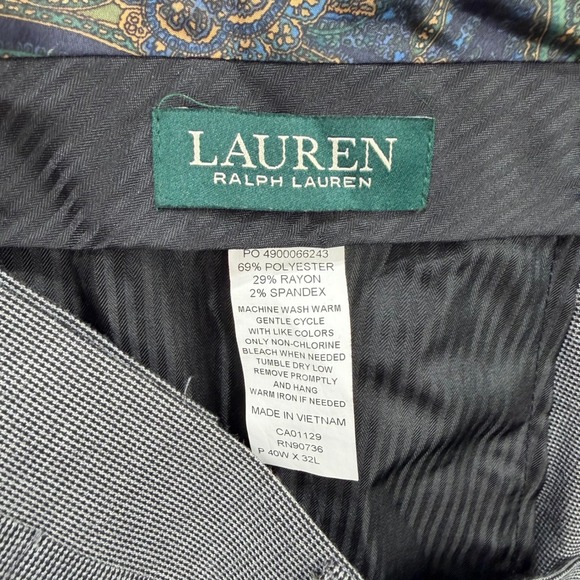 LAUREN
RALPH LAUREN
PO 4900066243
69% POLYESTER
29% RAYON
2% SPANDEX
MACHINE WASH WARM
GENTLE CYCLE
WITH LIKE COLORS
ONLY NON-CHLORINE
BLEACH WHEN NEEDED
TUMBLE DRY LOW
REMOVE PROMPTLY
AND HANG
WARM IRON IF NEEDED
MADE IN VIETNAM
CA01129
RN90736
P 40W X 32L